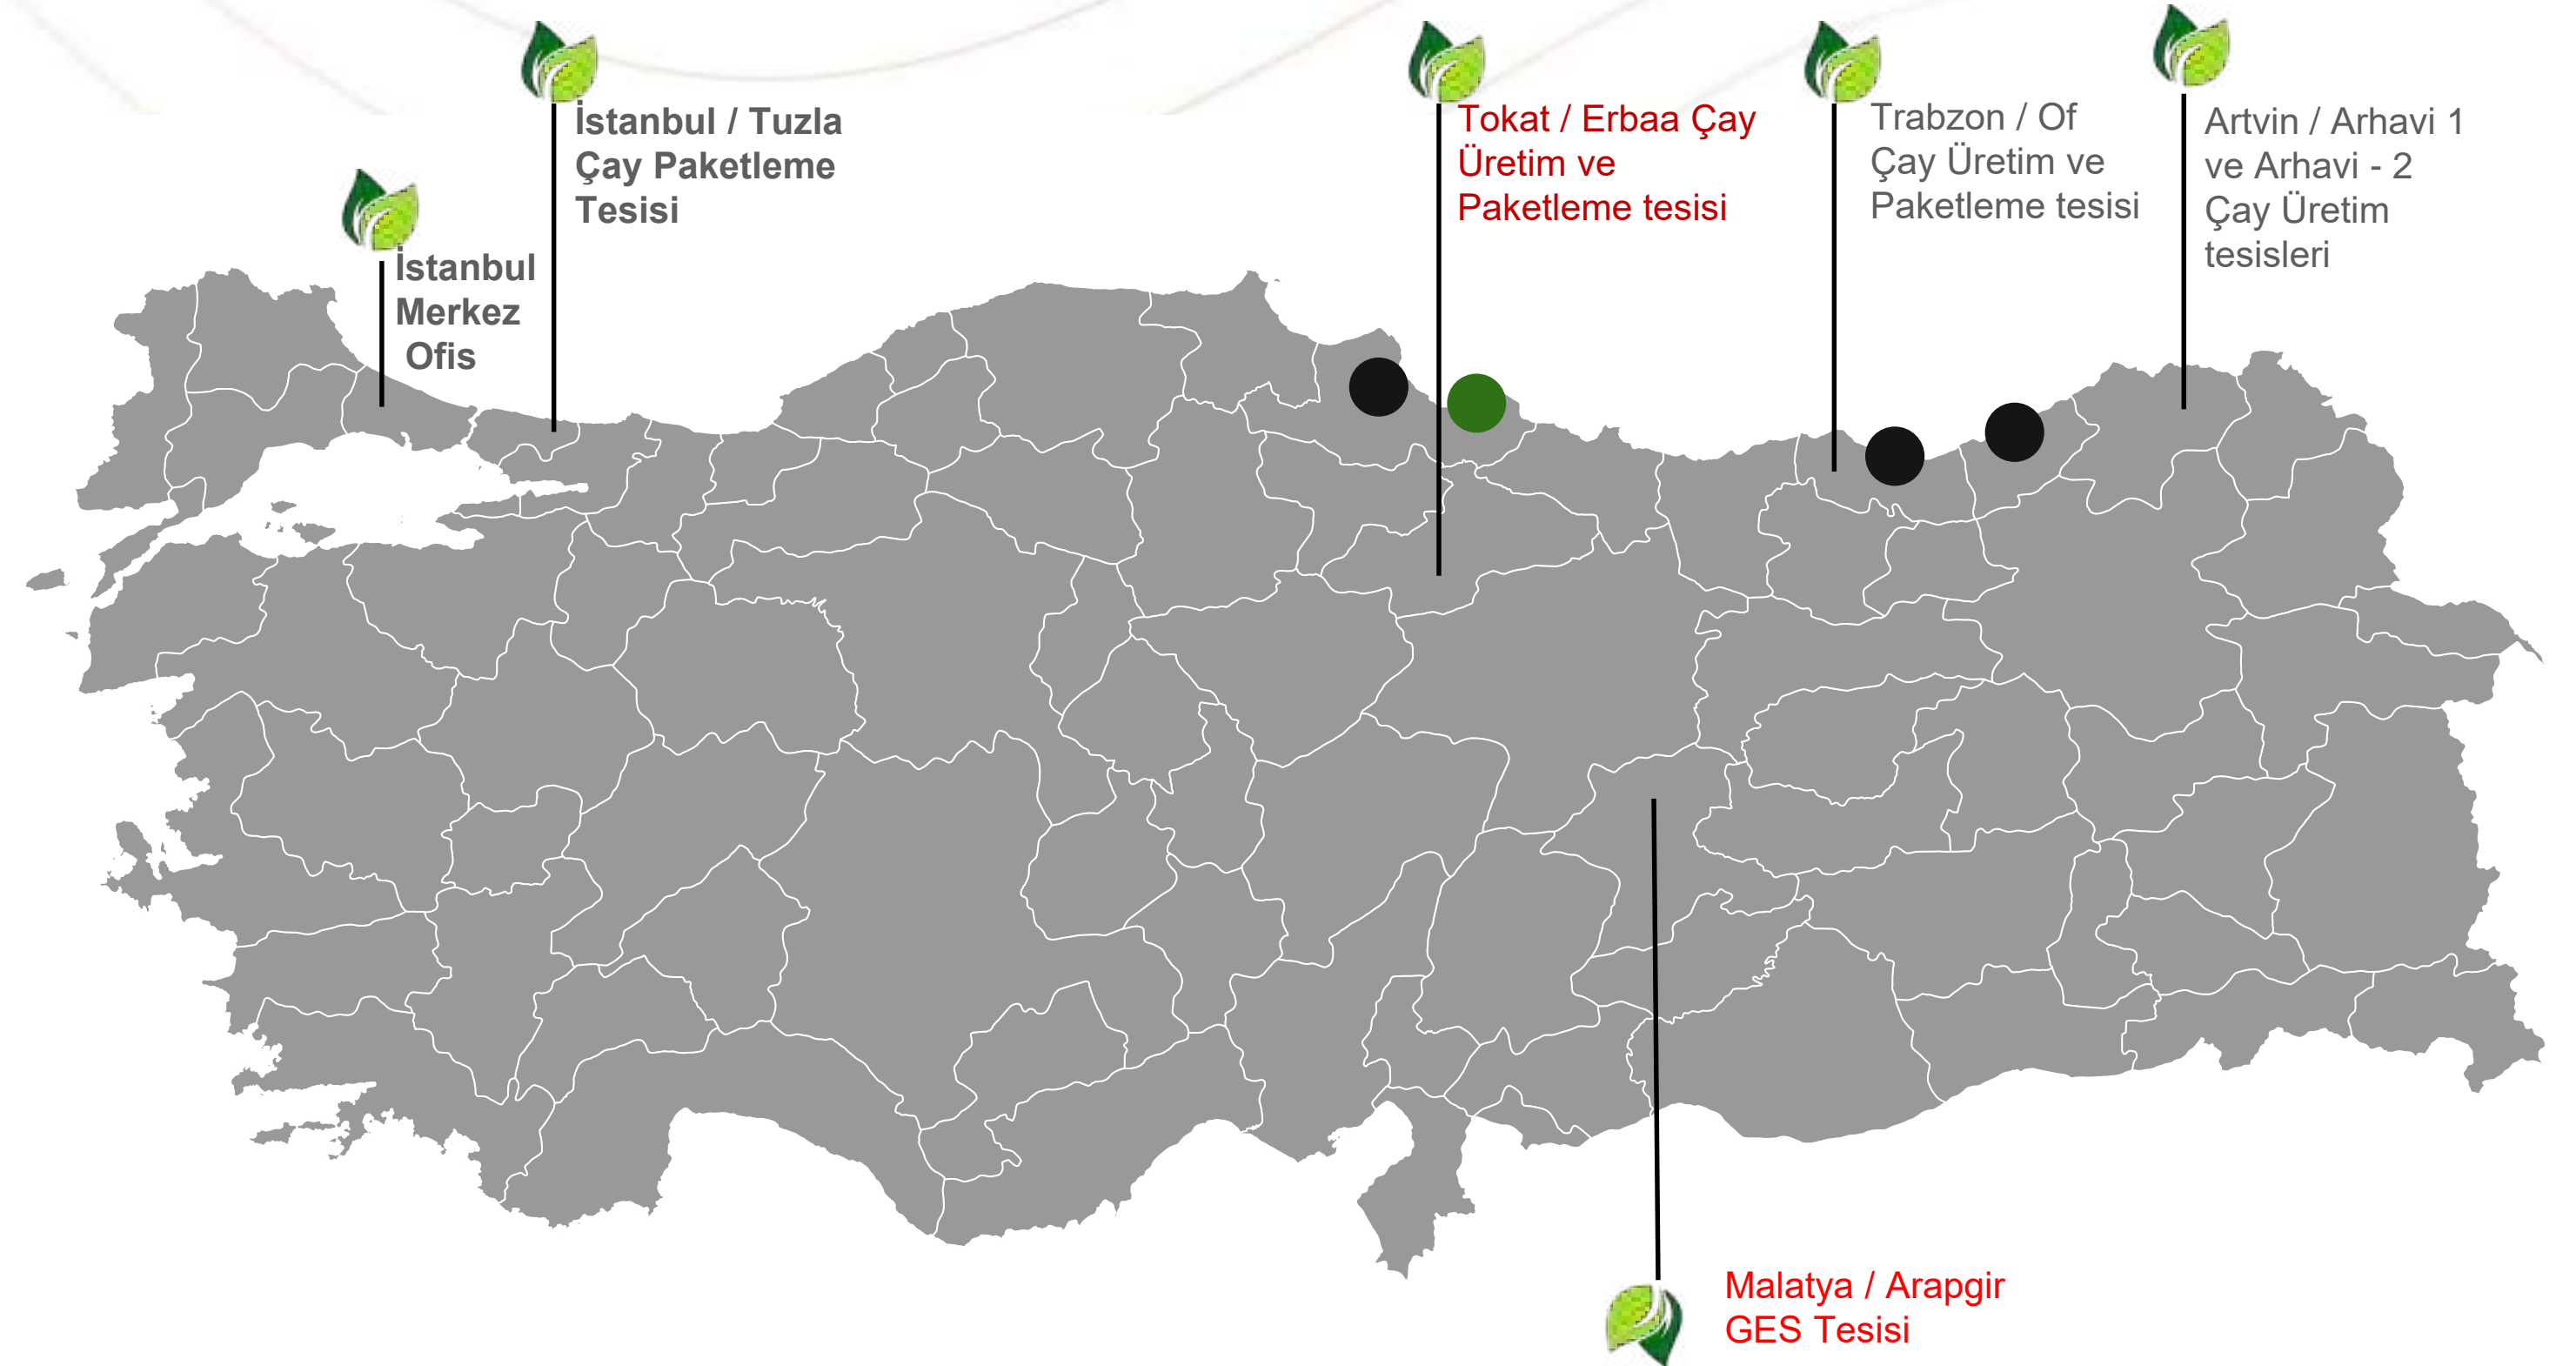 İstanbul / Tuzla
Çay Paketleme
Tesisi
İstanbul
Merkez
Ofis
Tokat / Erbaa Çay
Üretim ve
Paketleme tesisi
Trabzon / Of
Çay Üretim ve
Paketleme tesisi
Artvin / Arhavi 1
ve Arhavi - 2
Çay Üretim
tesisleri
Malatya / Arapgir
GES Tesisi